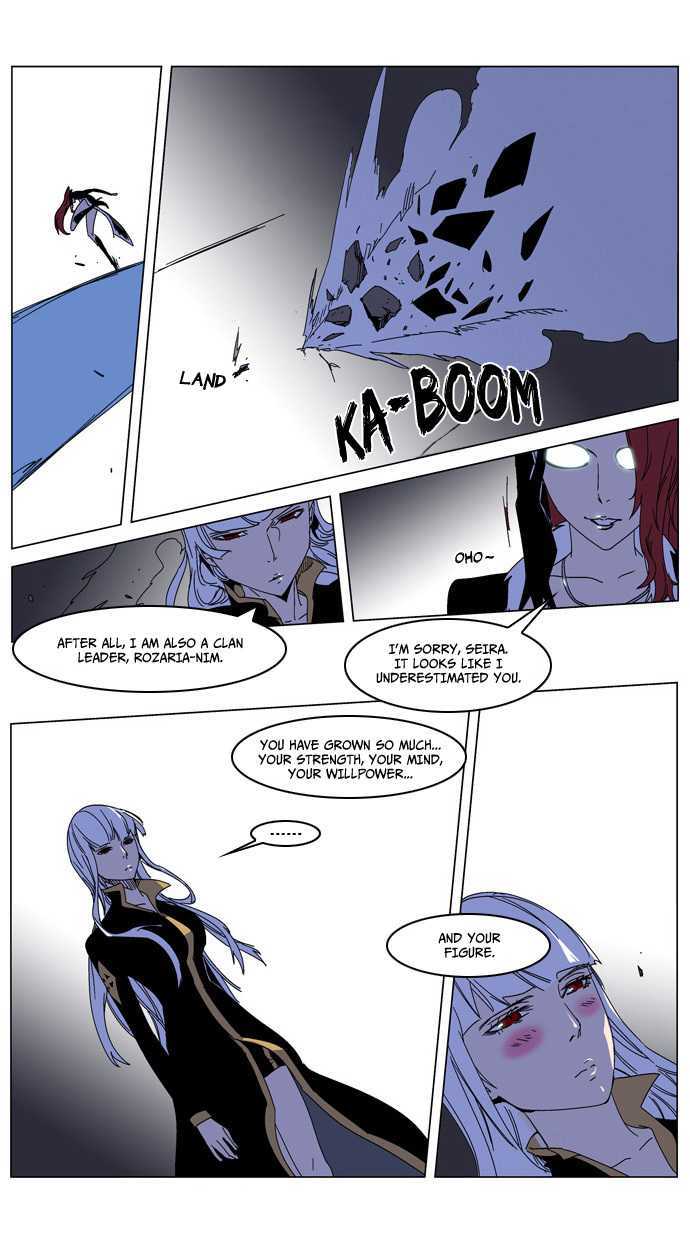 LAND
KA-BOOM
OHO~
AFTER ALL, I AM ALSO A CLAN
LEADER, ROZARIA-NIM.
I'M SORRY, SEIRA.
IT LOOKS LIKE I
UNDERESTIMATED YOU.
YOU HAVE GROWN SO MUCH...
YOUR STRENGTH, YOUR MIND,
YOUR WILLPOWER...
------
AND YOUR
FIGURE.